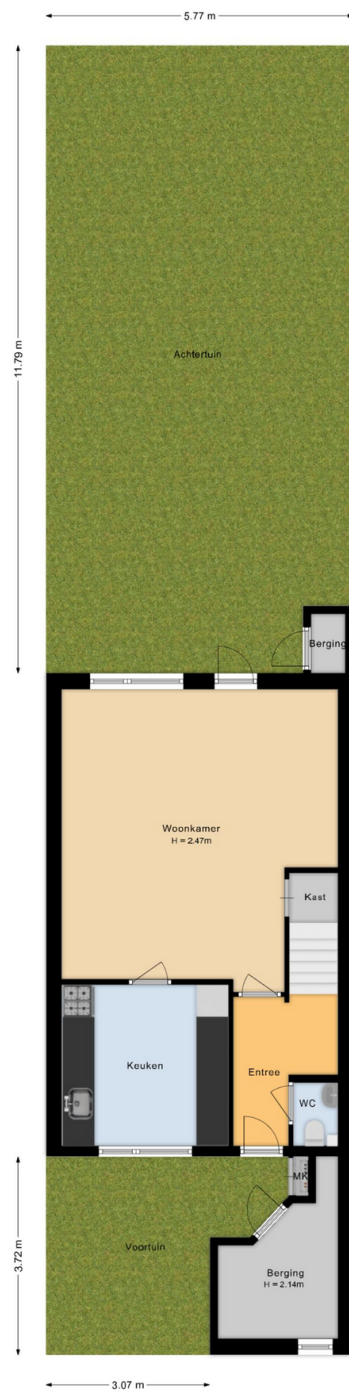 5.77 m
11.79 m
Achtertuin
Berging
Woonkamer
H = 2.47m
Kast
Keuken
Entree
WC
MK
3.72 m
Voortuin
Berging
H = 2.14m
3.07 m